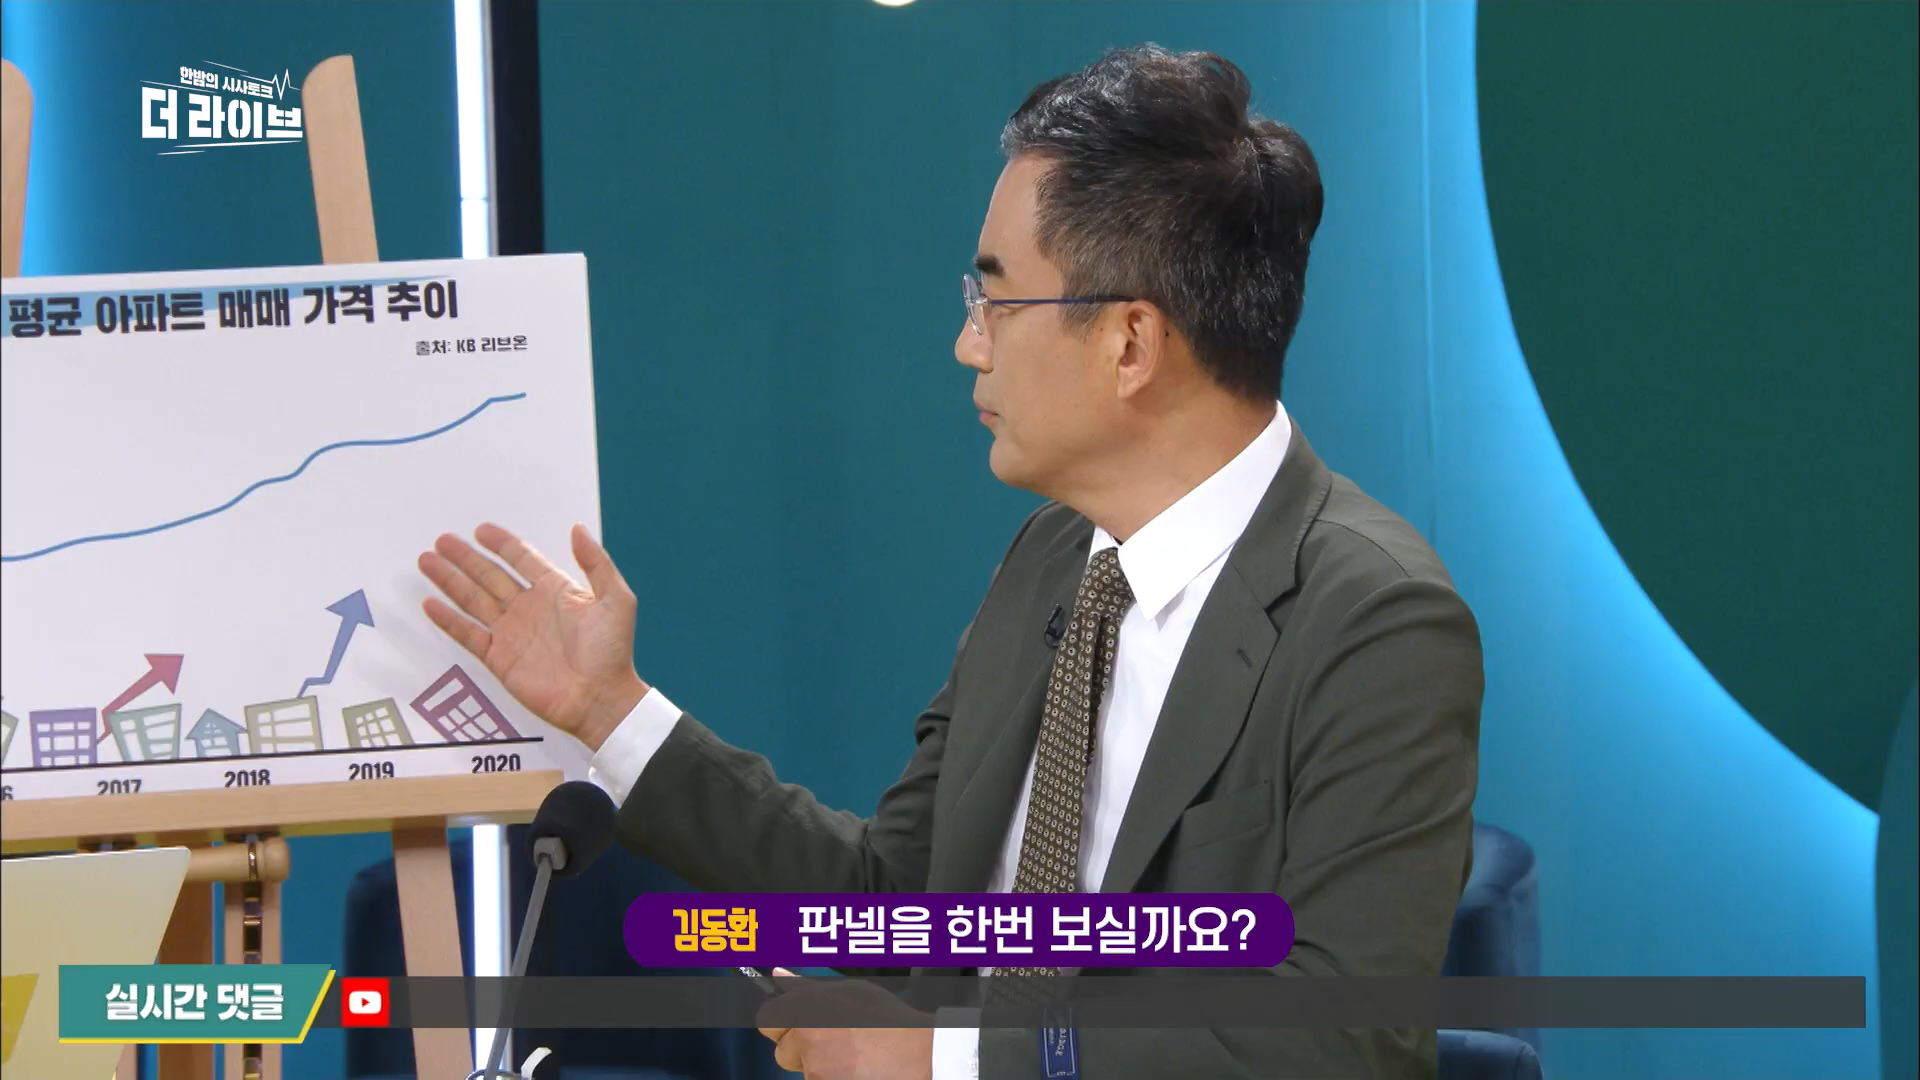 한밤의 시사토크
더 라이브
평균 아파트 매매 가격 추이
출처: KB 리브온
6 2017 2018 2019 2020
김동환 판넬을 한번 보실까요?
실시간 댓글